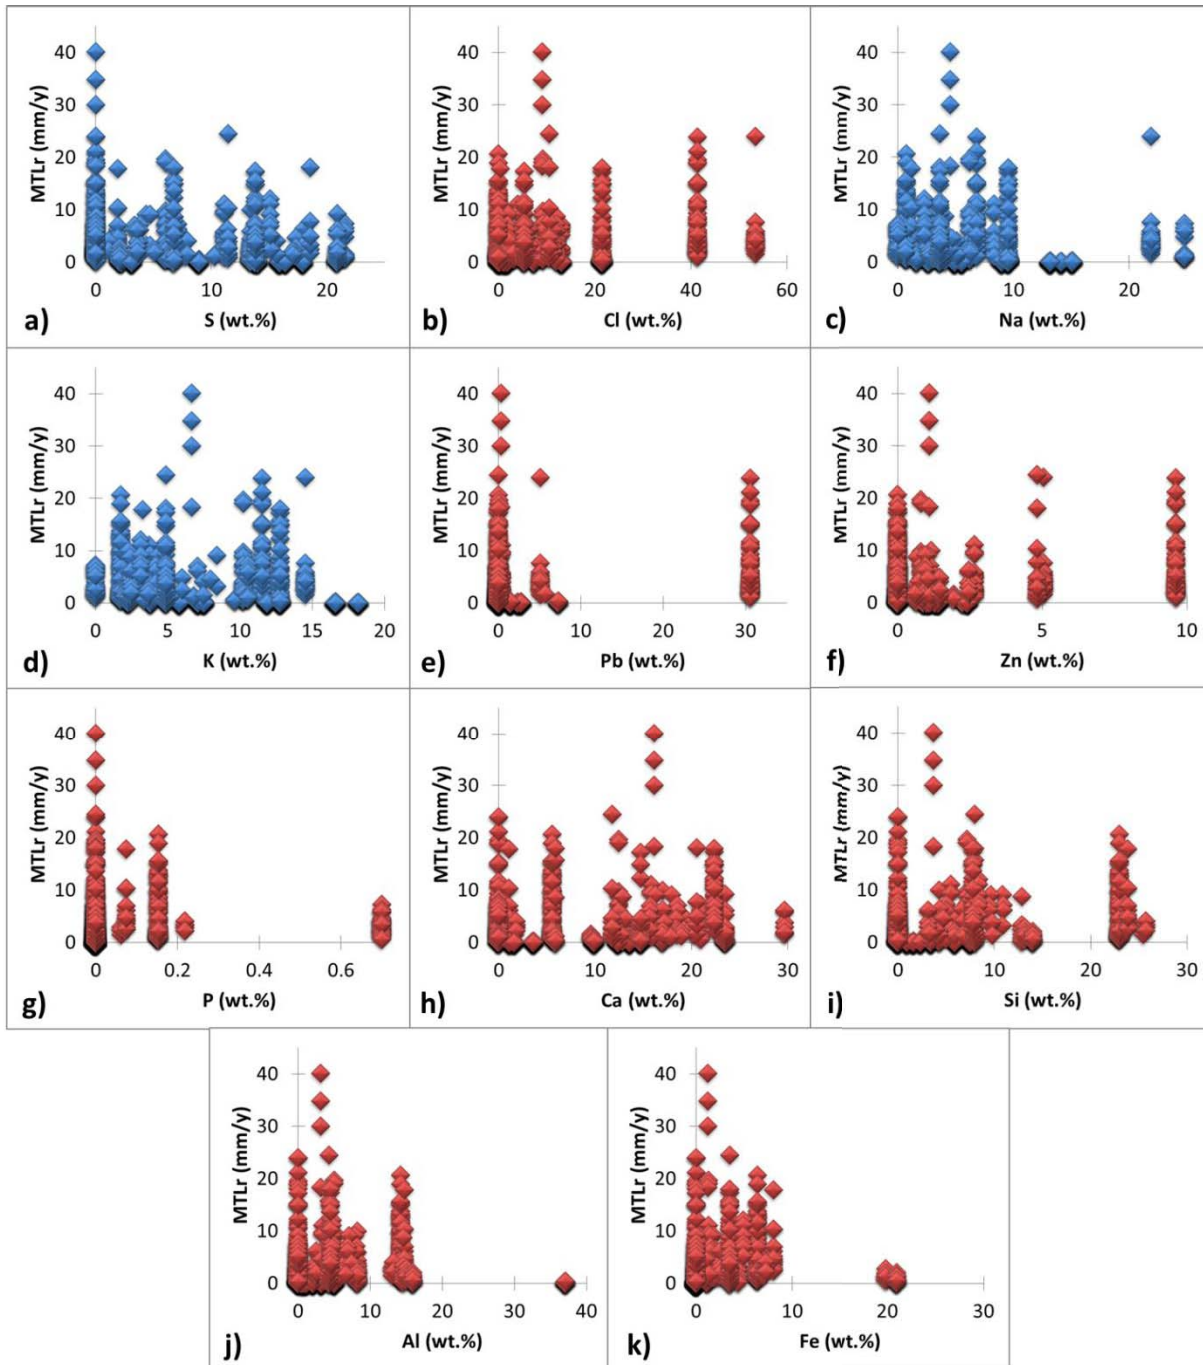 MTLr (mm/y)
40
30
20
10
0
0 10 20
a) S (wt.%)
MTLr (mm/y)
40
30
20
10
0
0 20 40 60
b) Cl (wt.%)
MTLr (mm/y)
40
30
20
10
0
0 10 20
c) Na (wt.%)
MTLr (mm/y)
40
30
20
10
0
0 5 10 15 20
d) K (wt.%)
MTLr (mm/y)
40
30
20
10
0
0 10 20 30
e) Pb (wt.%)
MTLr (mm/y)
40
30
20
10
0
0 5 10
f) Zn (wt.%)
MTLr (mm/y)
40
30
20
10
0
0 0.2 0.4 0.6
g) P (wt.%)
MTLr (mm/y)
40
30
20
10
0
0 10 20 30
h) Ca (wt.%)
MTLr (mm/y)
40
30
20
10
0
0 10 20 30
i) Si (wt.%)
MTLr (mm/y)
40
30
20
10
0
0 10 20 30 40
j) Al (wt.%)
MTLr (mm/y)
40
30
20
10
0
0 10 20 30
k) Fe (wt.%)